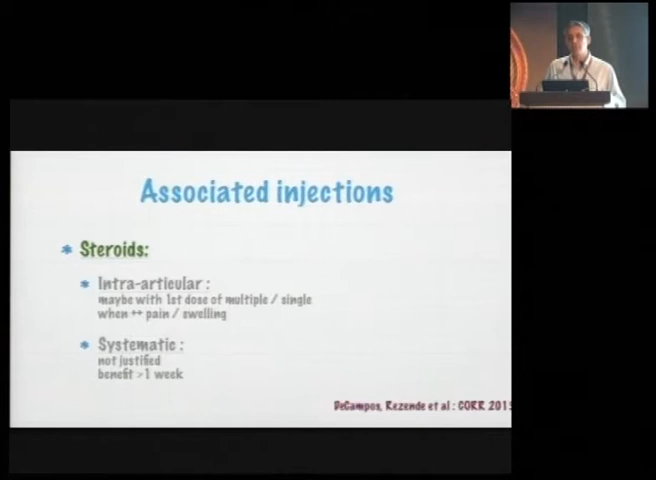 Associated injections
* Steroids:
* Intra-articular :
maybe with 1st dose of multiple / single
when ++ pain / swelling
* Systematic :
not justified
benefit >1 week
DeCampos, Rezende et al : CORR 201